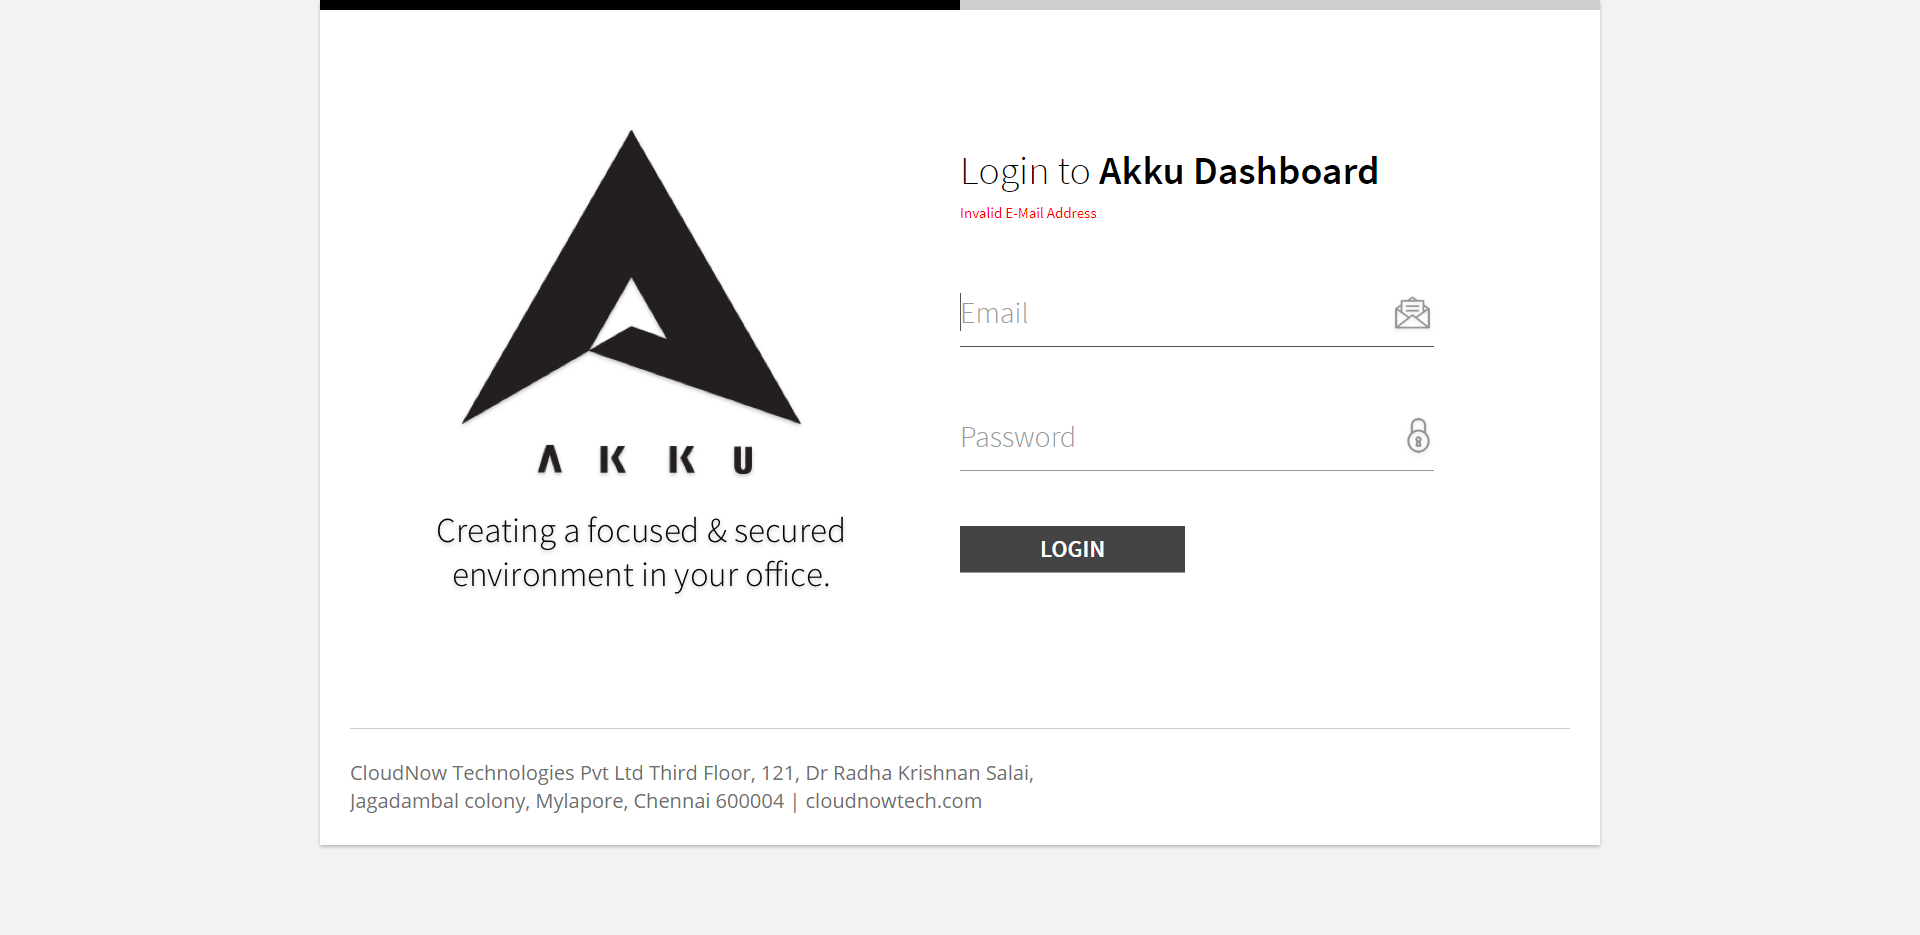 AKKU
Creating a focused & secured
environment in your office.
Login to Akku Dashboard
Invalid E-Mail Address
Email
Password
LOGIN
CloudNow Technologies Pvt Ltd Third Floor, 121, Dr Radha Krishnan Salai,
Jagadambal colony, Mylapore, Chennai 600004 | cloudnowtech.com